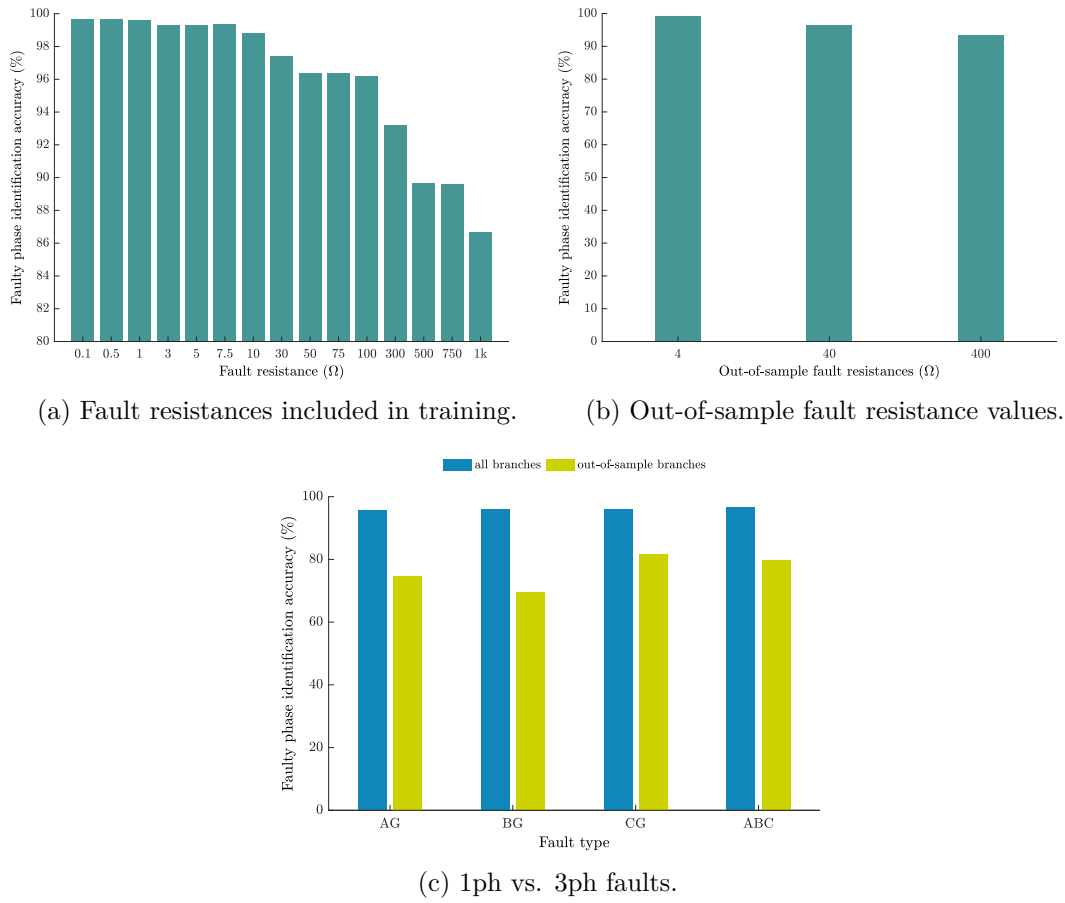 Faulty phase identification accuracy (%)
100
98
96
94
92
90
88
86
84
82
80
0.1 0.5 1 3 5 7.5 10 30 50 75 100 300 500 750 1k
Fault resistance (Ω)
(a) Fault resistances included in training.
Faulty phase identification accuracy (%)
100
90
80
70
60
50
40
30
20
10
0
4 40 400
Out-of-sample fault resistances (Ω)
(b) Out-of-sample fault resistance values.
all branches out-of-sample branches
Faulty phase identification accuracy (%)
100
80
60
40
20
0
AG BG CG ABC
Fault type
(c) 1ph vs. 3ph faults.